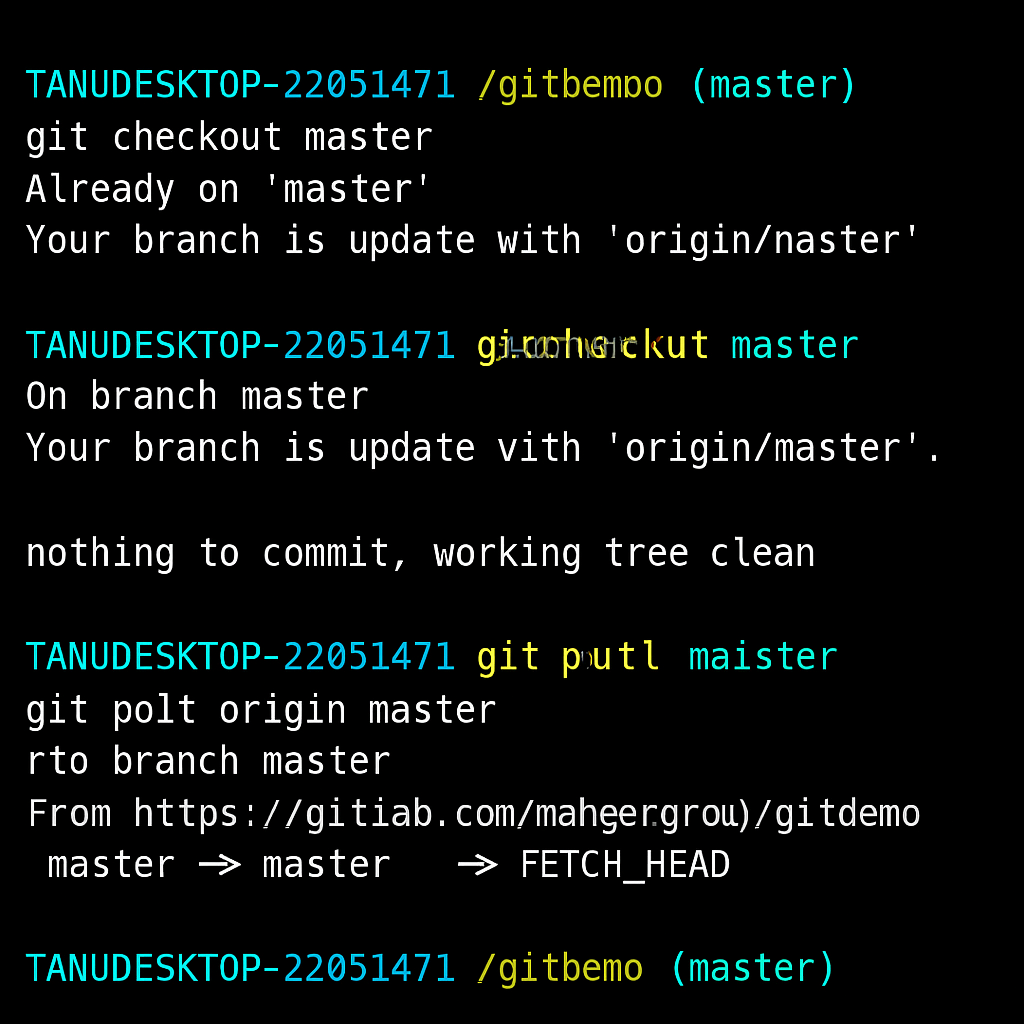 TANUDESKTOP-22051471 /gitbemoo (master)
git checkout master
Already on 'master'
Your branch is update with 'origin/naster'
TANUDESKTOP-22051471 master
On branch master
Your branch is update vith 'origin/master'.
nothing to commit, working tree clean
TANUDESKTOP-22051471 git putl maister
git polt origin master
rto branch master
From https://gitiab.com/maheergrou)/gitdemo
master -> master -> FETCH_HEAD
TANUDESKTOP-22051471 /gitbemo (master)